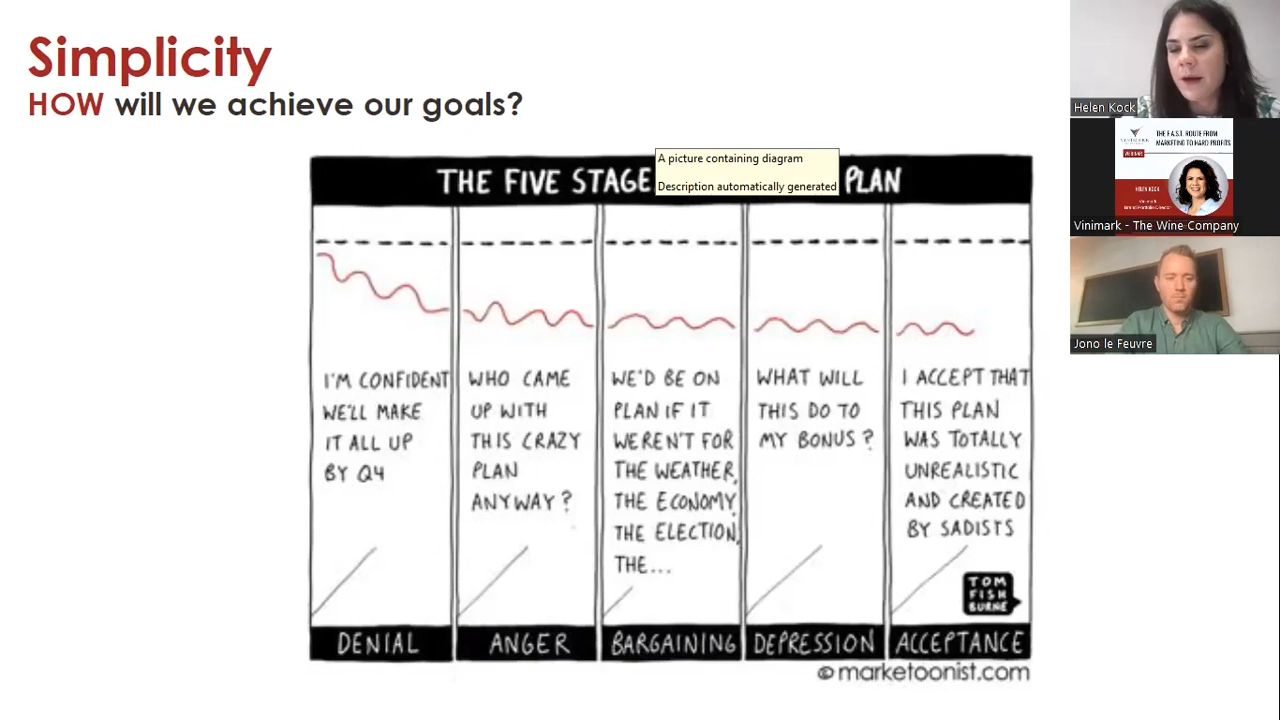 Simplicity
HOW will we achieve our goals?
THE FIVE STAGE
PLAN
A picture containing diagram
Description automatically generated
I'M CONFIDENT
WE'LL MAKE
IT ALL UP
BY Q4
DENIAL
WHO CAME
UP WITH
THIS CRAZY
PLAN
ANYWAY?
ANGER
WE'D BE ON
PLAN IF IT
WEREN'T FOR
THE WEATHER,
THE ECONOMY,
THE ELECTION,
THE...
BARGAINING
WHAT WILL
THIS DO TO
MY BONUS?
DEPRESSION
I ACCEPT THAT
THIS PLAN
WAS TOTALLY
UNREALISTIC
AND CREATED
BY SADISTS
TOM
FISH
BURNE
ACCEPTANCE
© marketoonist.com
Helen Kock
THE F.A.S.T. ROUTE FROM
MARKETING TO HARD PROFITS
WEBINAR
HELEN KOCK
Vinimark
Brand Portfolio Director
Vinimark - The Wine Company
Jono le Feuvre